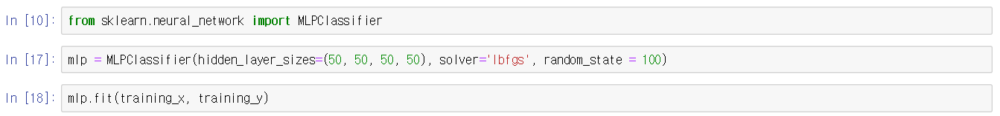 In [10]: from sklearn.neural_network import MLPClassifier
In [17]: mlp = MLPClassifier(hidden_layer_sizes=(50, 50, 50, 50), solver='lbfgs', random_state = 100)
In [18]: mlp.fit(training_x, training_y)